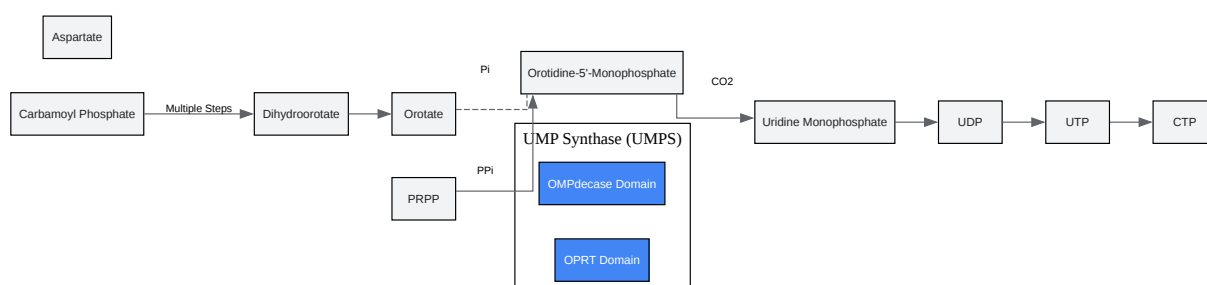 Aspartate
Carbamoyl Phosphate
Multiple Steps
Dihydroorotate
Orotate
Pi
Orotidine-5'-Monophosphate
CO2
Uridine Monophosphate
UDP
UTP
CTP
PRPP
PPi
UMP Synthase (UMPS)
OMPdecase Domain
OPRT Domain